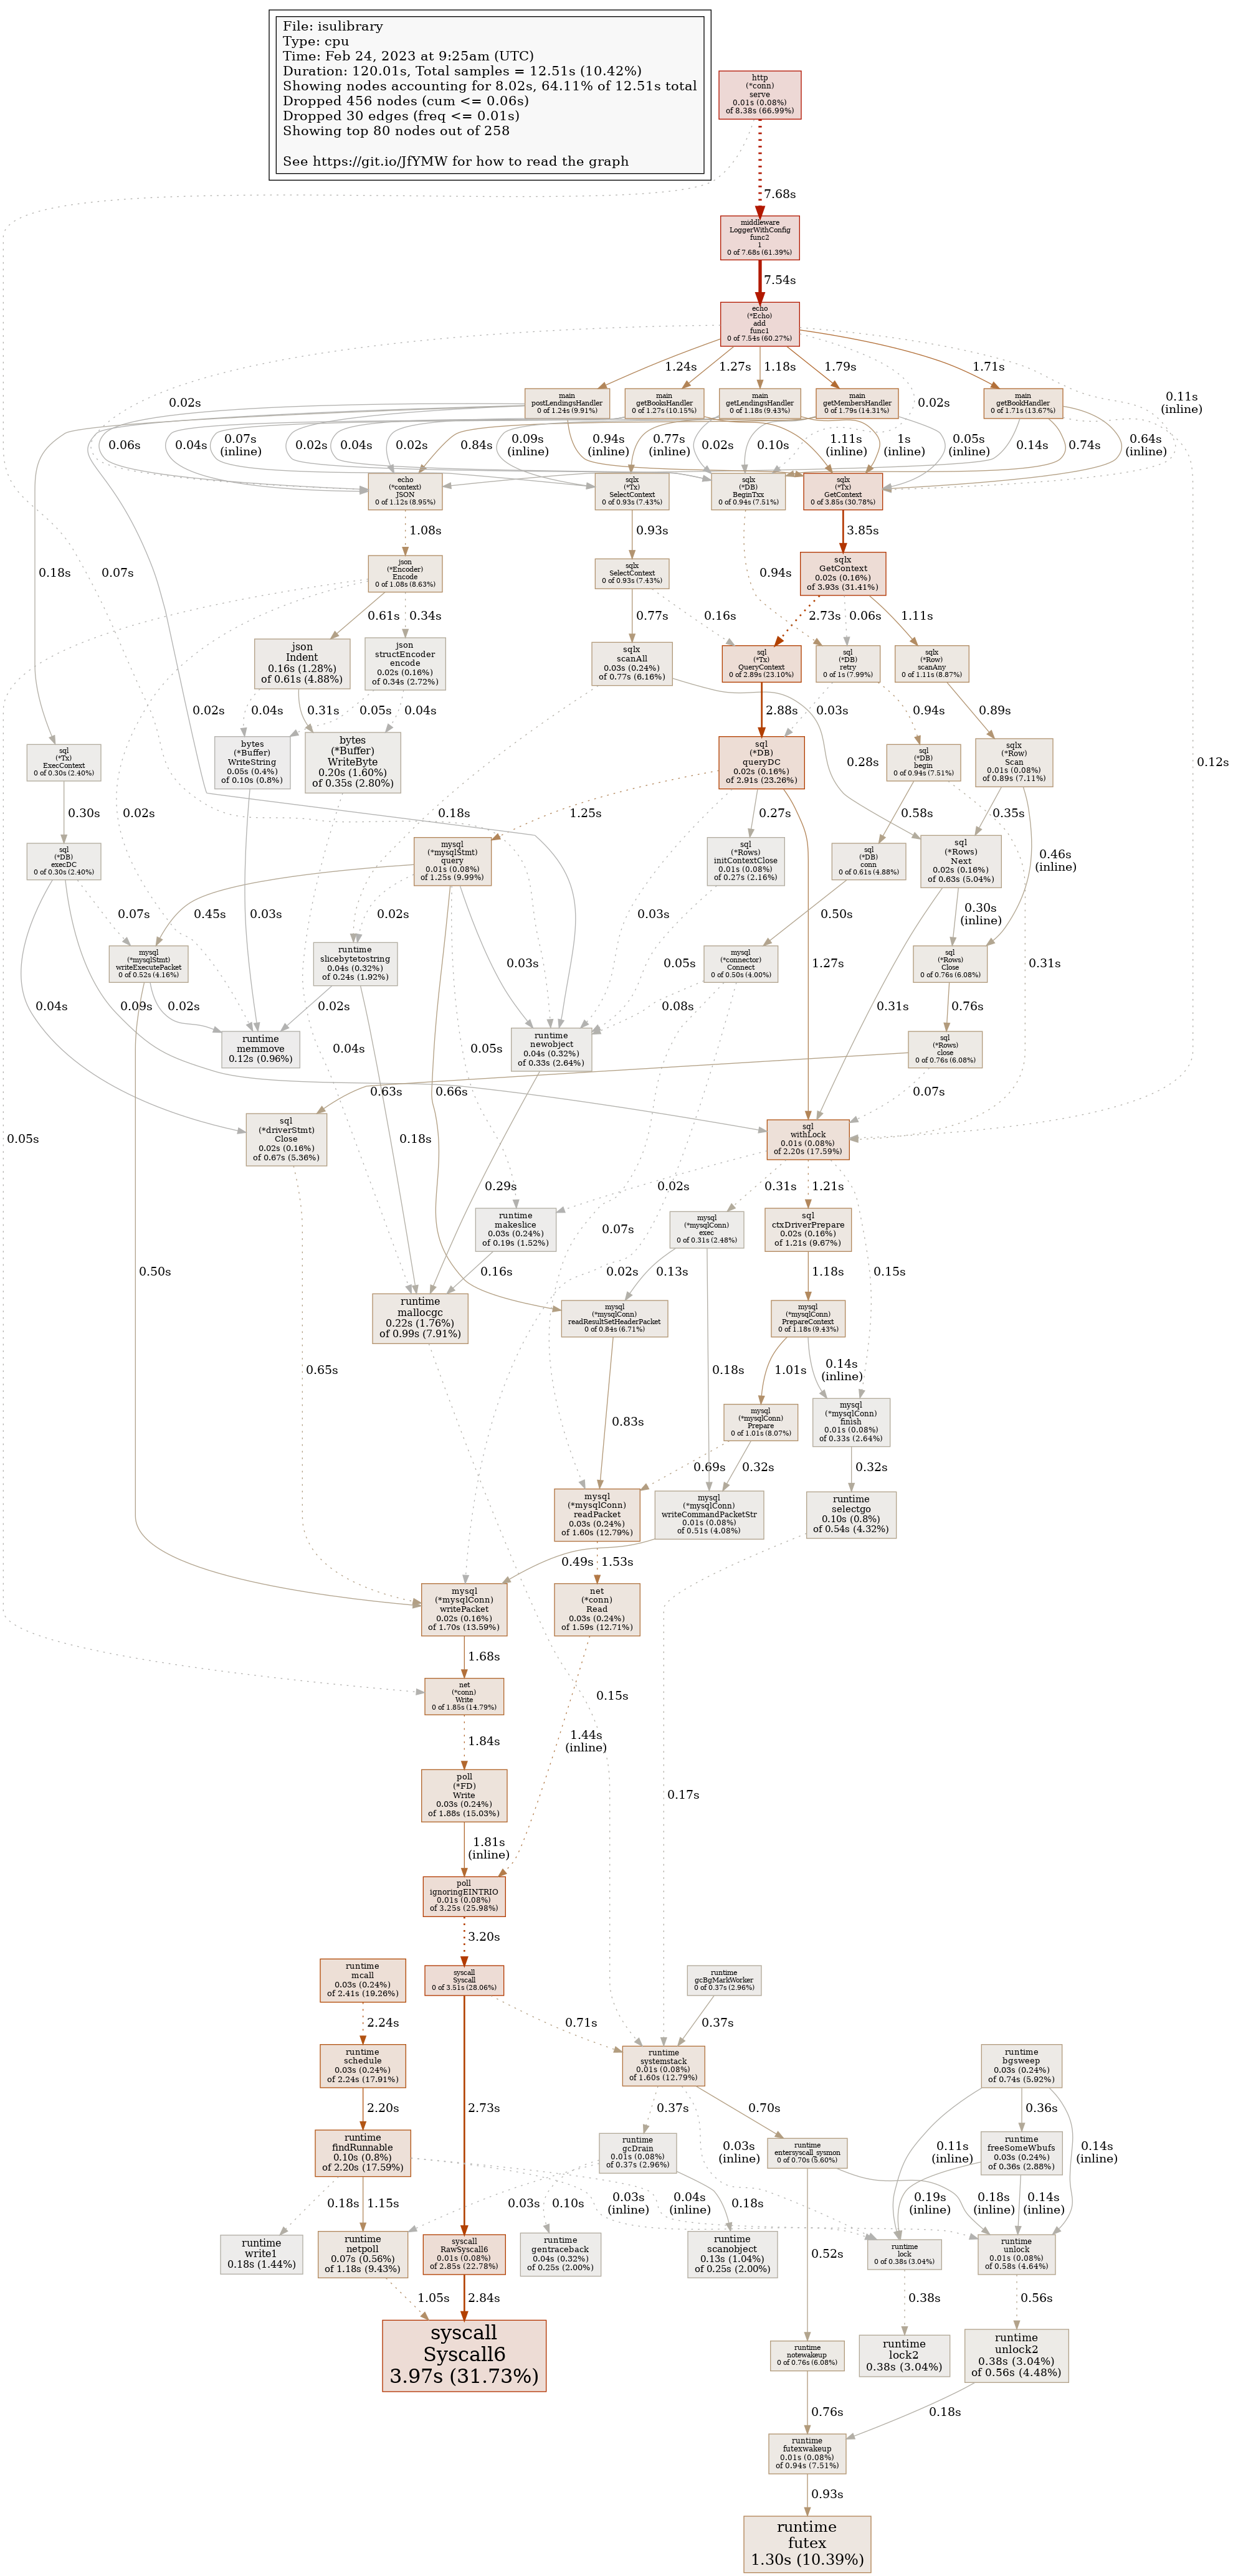 File: isulibrary
Type: cpu
Time: Feb 24, 2023 at 9:25am (UTC)
Duration: 120.01s, Total samples = 12.51s (10.42%)
Showing nodes accounting for 8.02s, 64.11% of 12.51s total
Dropped 456 nodes (cum <= 0.06s)
Dropped 30 edges (freq <= 0.01s)
Showing top 80 nodes out of 258
See https://git.io/JfYMW for how to read the graph
http
(*conn)
serve
0.01s (0.08%)
of 8.38s (66.99%)
7.68s
middleware
LoggerWithConfig
func2
1
0 of 7.68s (61.39%)
7.54s
echo
(*Echo)
add
func1
0 of 7.54s (60.27%)
1.24s
1.27s
1.18s
1.79s
1.71s
0.02s
0.02s
0.11s
(inline)
main
postLendingsHandler
0 of 1.24s (9.91%)
main
getBooksHandler
0 of 1.27s (10.15%)
main
getLendingsHandler
0 of 1.18s (9.43%)
main
getMembersHandler
0 of 1.79s (14.31%)
main
getBookHandler
0 of 1.71s (13.67%)
0.06s
0.04s
0.07s
(inline)
0.02s
0.04s
0.02s
0.84s
0.09s
(inline)
0.94s
(inline)
0.77s
(inline)
0.02s
0.10s
1.11s
(inline)
1s
(inline)
0.05s
(inline)
0.14s
0.74s
0.64s
(inline)
echo
(*context)
JSON
0 of 1.12s (8.95%)
sqlx
(*Tx)
SelectContext
0 of 0.93s (7.43%)
sqlx
(*DB)
BeginTxx
0 of 0.94s (7.51%)
sqlx
(*Tx)
GetContext
0 of 3.85s (30.78%)
1.08s
0.93s
3.85s
0.18s
0.07s
0.94s
json
(*Encoder)
Encode
0 of 1.08s (8.63%)
sqlx
SelectContext
0 of 0.93s (7.43%)
sqlx
GetContext
0.02s (0.16%)
of 3.93s (31.41%)
0.61s
0.34s
0.77s
0.16s
2.73s
0.06s
1.11s
json
Indent
0.16s (1.28%)
of 0.61s (4.88%)
json
structEncoder
encode
0.02s (0.16%)
of 0.34s (2.72%)
sqlx
scanAll
0.03s (0.24%)
of 0.77s (6.16%)
sql
(*Tx)
QueryContext
0 of 2.89s (23.10%)
sql
(*DB)
retry
0 of 1s (7.99%)
sqlx
(*Row)
scanAny
0 of 1.11s (8.87%)
0.04s
0.31s
0.05s
0.04s
0.02s
2.88s
0.03s
0.94s
0.89s
sql
(*Tx)
ExecContext
0 of 0.30s (2.40%)
bytes
(*Buffer)
WriteString
0.05s (0.4%)
of 0.10s (0.8%)
bytes
(*Buffer)
WriteByte
0.20s (1.60%)
of 0.35s (2.80%)
sql
(*DB)
queryDC
0.02s (0.16%)
of 2.91s (23.26%)
sql
(*DB)
begin
0 of 0.94s (7.51%)
sqlx
(*Row)
Scan
0.01s (0.08%)
of 0.89s (7.11%)
0.28s
0.12s
0.30s
0.02s
0.18s
1.25s
0.27s
0.58s
0.35s
sql
(*DB)
execDC
0 of 0.30s (2.40%)
mysql
(*mysqlStmt)
query
0.01s (0.08%)
of 1.25s (9.99%)
sql
(*Rows)
initContextClose
0.01s (0.08%)
of 0.27s (2.16%)
sql
(*DB)
conn
0 of 0.61s (4.88%)
sql
(*Rows)
Next
0.02s (0.16%)
of 0.63s (5.04%)
0.46s
(inline)
0.07s
0.45s
0.03s
0.02s
0.03s
0.03s
0.05s
0.50s
0.30s
(inline)
0.31s
mysql
(*mysqlStmt)
writeExecutePacket
0 of 0.52s (4.16%)
runtime
slicebytetostring
0.04s (0.32%)
of 0.24s (1.92%)
mysql
(*connector)
Connect
0 of 0.50s (4.00%)
sql
(*Rows)
Close
0 of 0.76s (6.08%)
0.04s
0.09s
0.02s
0.02s
0.08s
1.27s
0.31s
0.76s
runtime
memmove
0.12s (0.96%)
0.04s
0.05s
runtime
newobject
0.04s (0.32%)
of 0.33s (2.64%)
sql
(*Rows)
close
0 of 0.76s (6.08%)
0.63s
0.66s
0.07s
0.05s
sql
(*driverStmt)
Close
0.02s (0.16%)
of 0.67s (5.36%)
0.18s
sql
withLock
0.01s (0.08%)
of 2.20s (17.59%)
0.29s
0.02s
0.31s
1.21s
runtime
makeslice
0.03s (0.24%)
of 0.19s (1.52%)
mysql
(*mysqlConn)
exec
0 of 0.31s (2.48%)
sql
ctxDriverPrepare
0.02s (0.16%)
of 1.21s (9.67%)
0.07s
0.50s
0.16s
0.02s
0.13s
1.18s
0.15s
runtime
mallocgc
0.22s (1.76%)
of 0.99s (7.91%)
mysql
(*mysqlConn)
readResultSetHeaderPacket
0 of 0.84s (6.71%)
mysql
(*mysqlConn)
PrepareContext
0 of 1.18s (9.43%)
0.65s
0.18s
1.01s
0.14s
(inline)
0.83s
mysql
(*mysqlConn)
Prepare
0 of 1.01s (8.07%)
mysql
(*mysqlConn)
finish
0.01s (0.08%)
of 0.33s (2.64%)
0.69s
0.32s
0.32s
mysql
(*mysqlConn)
readPacket
0.03s (0.24%)
of 1.60s (12.79%)
mysql
(*mysqlConn)
writeCommandPacketStr
0.01s (0.08%)
of 0.51s (4.08%)
runtime
selectgo
0.10s (0.8%)
of 0.54s (4.32%)
0.49s
1.53s
mysql
(*mysqlConn)
writePacket
0.02s (0.16%)
of 1.70s (13.59%)
net
(*conn)
Read
0.03s (0.24%)
of 1.59s (12.71%)
1.68s
net
(*conn)
Write
0 of 1.85s (14.79%)
0.15s
1.84s
1.44s
(inline)
poll
(*FD)
Write
0.03s (0.24%)
of 1.88s (15.03%)
0.17s
1.81s
(inline)
poll
ignoringEINTRIO
0.01s (0.08%)
of 3.25s (25.98%)
3.20s
runtime
mcall
0.03s (0.24%)
of 2.41s (19.26%)
syscall
Syscall
0 of 3.51s (28.06%)
runtime
gcBgMarkWorker
0 of 0.37s (2.96%)
2.24s
0.71s
0.37s
runtime
schedule
0.03s (0.24%)
of 2.24s (17.91%)
runtime
systemstack
0.01s (0.08%)
of 1.60s (12.79%)
runtime
bgsweep
0.03s (0.24%)
of 0.74s (5.92%)
2.20s
2.73s
0.37s
0.70s
0.36s
runtime
findRunnable
0.10s (0.8%)
of 2.20s (17.59%)
runtime
gcDrain
0.01s (0.08%)
of 0.37s (2.96%)
0.03s
(inline)
runtime
entersyscall_sysmon
0 of 0.70s (5.60%)
0.11s
(inline)
runtime
freeSomeWbufs
0.03s (0.24%)
of 0.36s (2.88%)
0.14s
(inline)
0.18s
1.15s
0.03s
0.10s
0.03s
(inline)
0.04s
(inline)
0.18s
0.19s
(inline)
0.18s
(inline)
0.14s
(inline)
runtime
write1
0.18s (1.44%)
runtime
netpoll
0.07s (0.56%)
of 1.18s (9.43%)
syscall
RawSyscall6
0.01s (0.08%)
of 2.85s (22.78%)
runtime
gentraceback
0.04s (0.32%)
of 0.25s (2.00%)
runtime
scanobject
0.13s (1.04%)
of 0.25s (2.00%)
0.52s
runtime
lock
0 of 0.38s (3.04%)
runtime
unlock
0.01s (0.08%)
of 0.58s (4.64%)
1.05s
2.84s
0.38s
0.56s
syscall
Syscall6
3.97s (31.73%)
runtime
notewakeup
0 of 0.76s (6.08%)
runtime
lock2
0.38s (3.04%)
runtime
unlock2
0.38s (3.04%)
of 0.56s (4.48%)
0.76s
0.18s
runtime
futexwakeup
0.01s (0.08%)
of 0.94s (7.51%)
0.93s
runtime
futex
1.30s (10.39%)